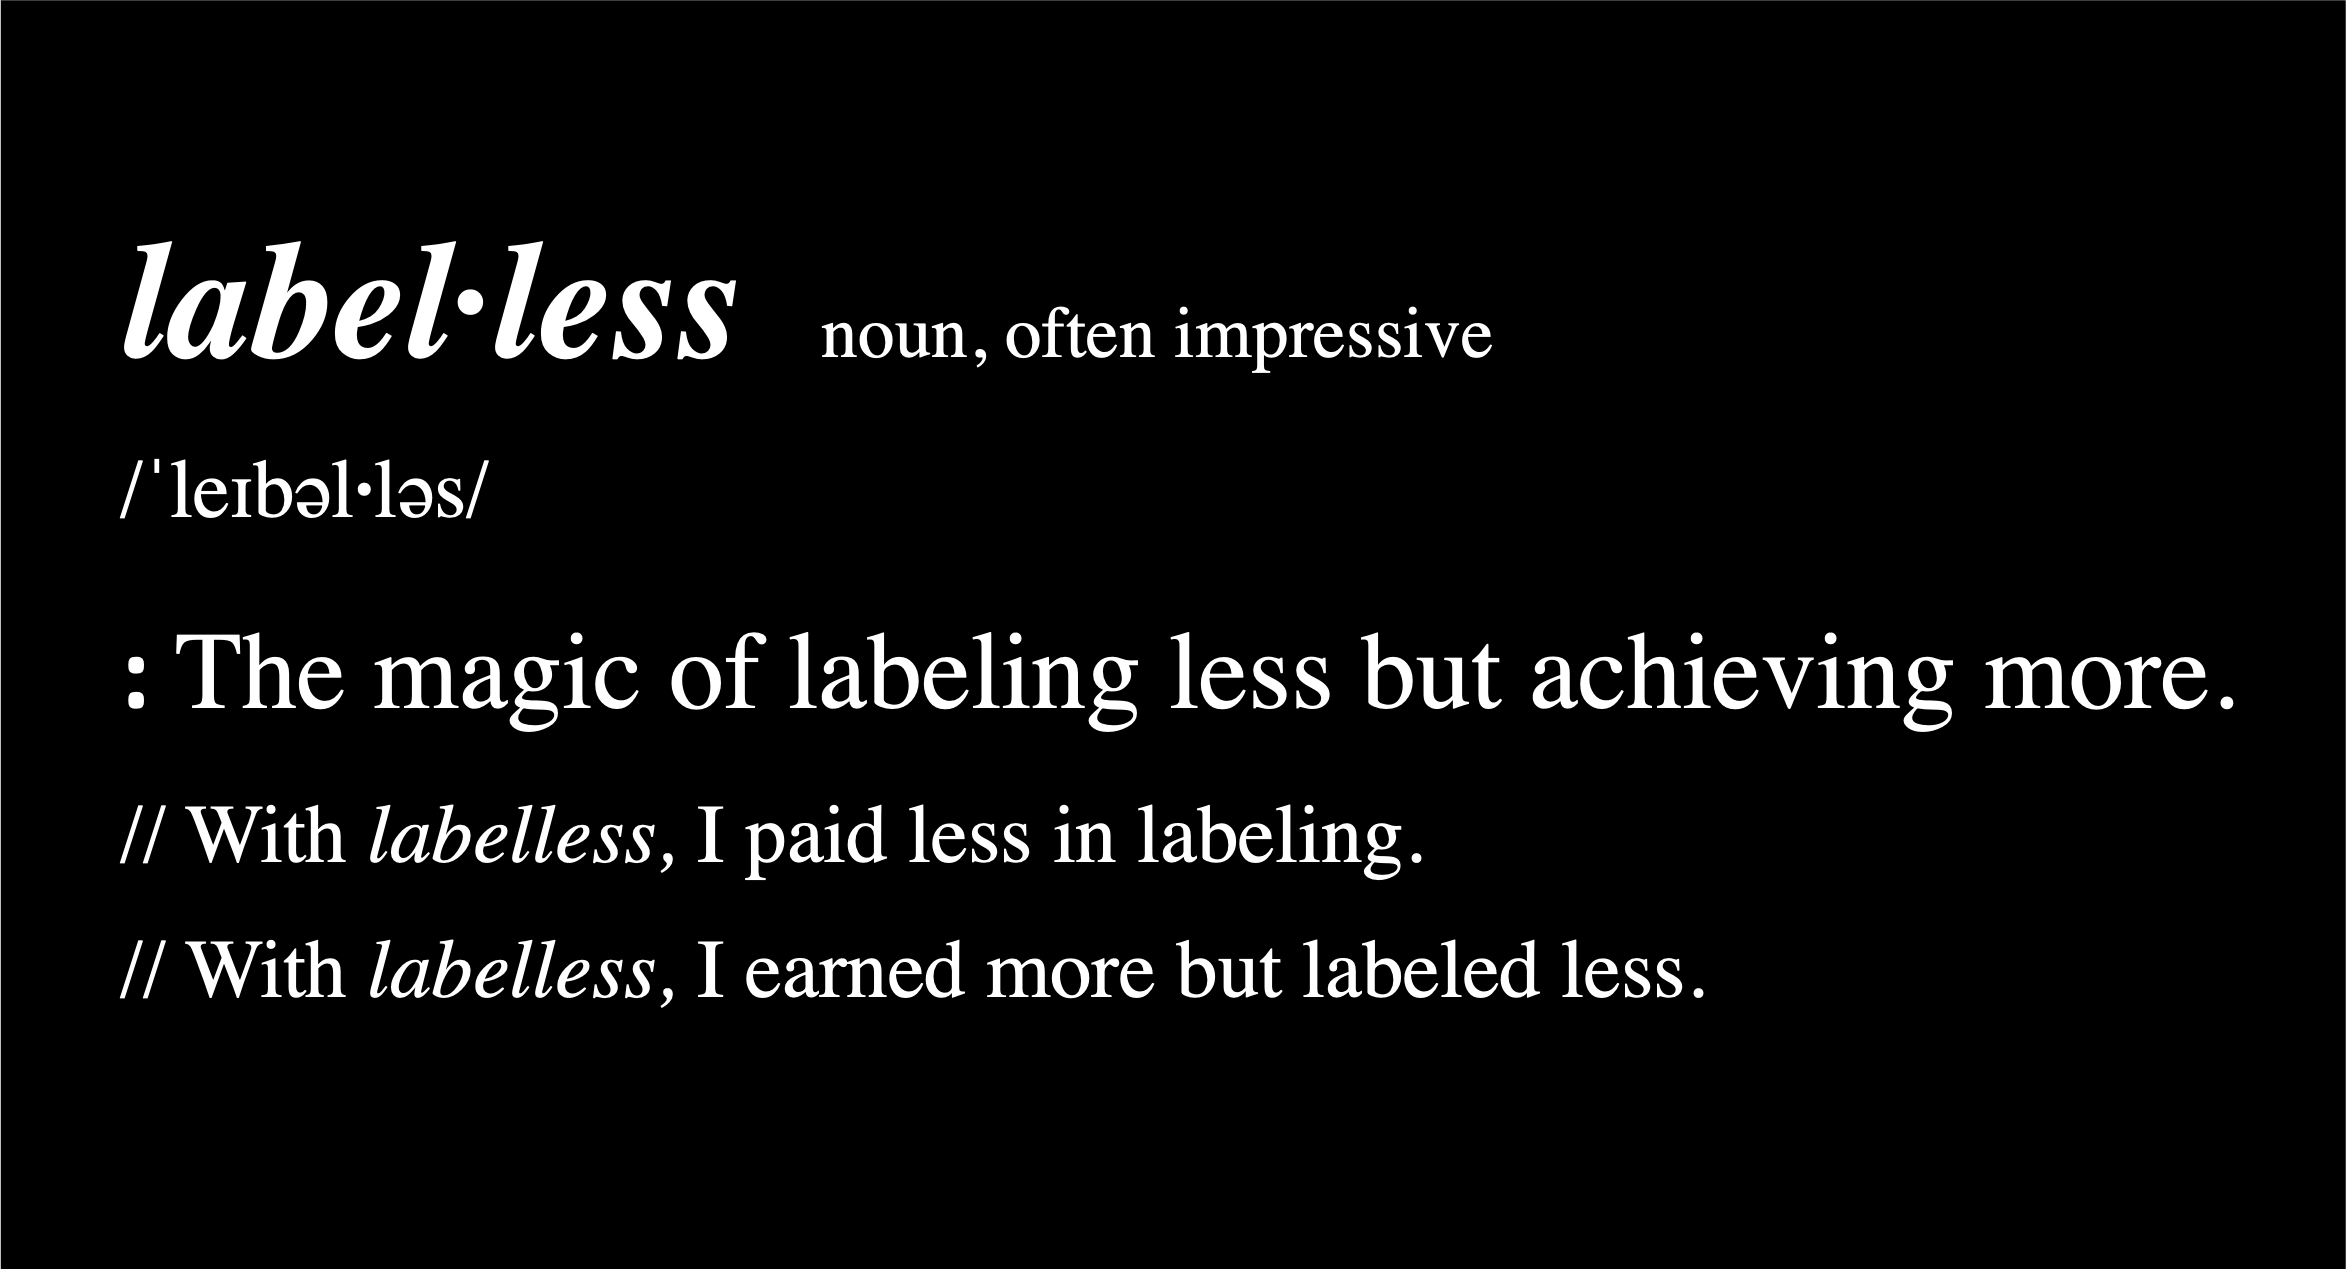 label·less noun, often impressive
/ˈleɪbəl·ləs/
: The magic of labeling less but achieving more.
// With labelless, I paid less in labeling.
// With labelless, I earned more but labeled less.